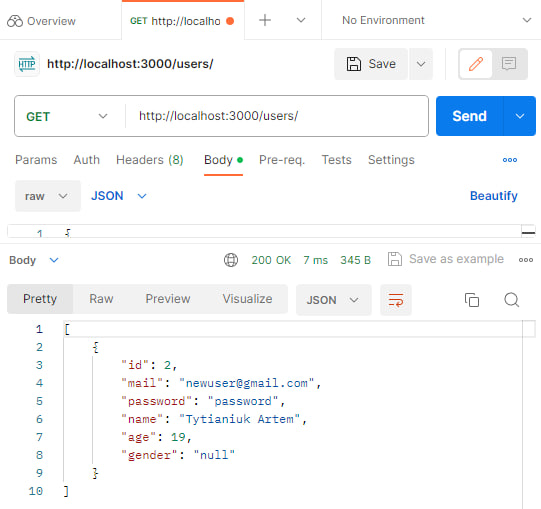 Overview GET http://localho No Environment
HTTP http://localhost:3000/users/ Save
GET http://localhost:3000/users/ Send
Params Auth Headers (8) Body Pre-req. Tests Settings
raw JSON Beautify
1 {
Body 200 OK 7 ms 345 B Save as example
Pretty Raw Preview Visualize JSON
1 [
2 {
3 "id": 2,
4 "mail": "newuser@gmail.com",
5 "password": "password",
6 "name": "Tytianiuk Artem",
7 "age": 19,
8 "gender": "null"
9 }
10 ]